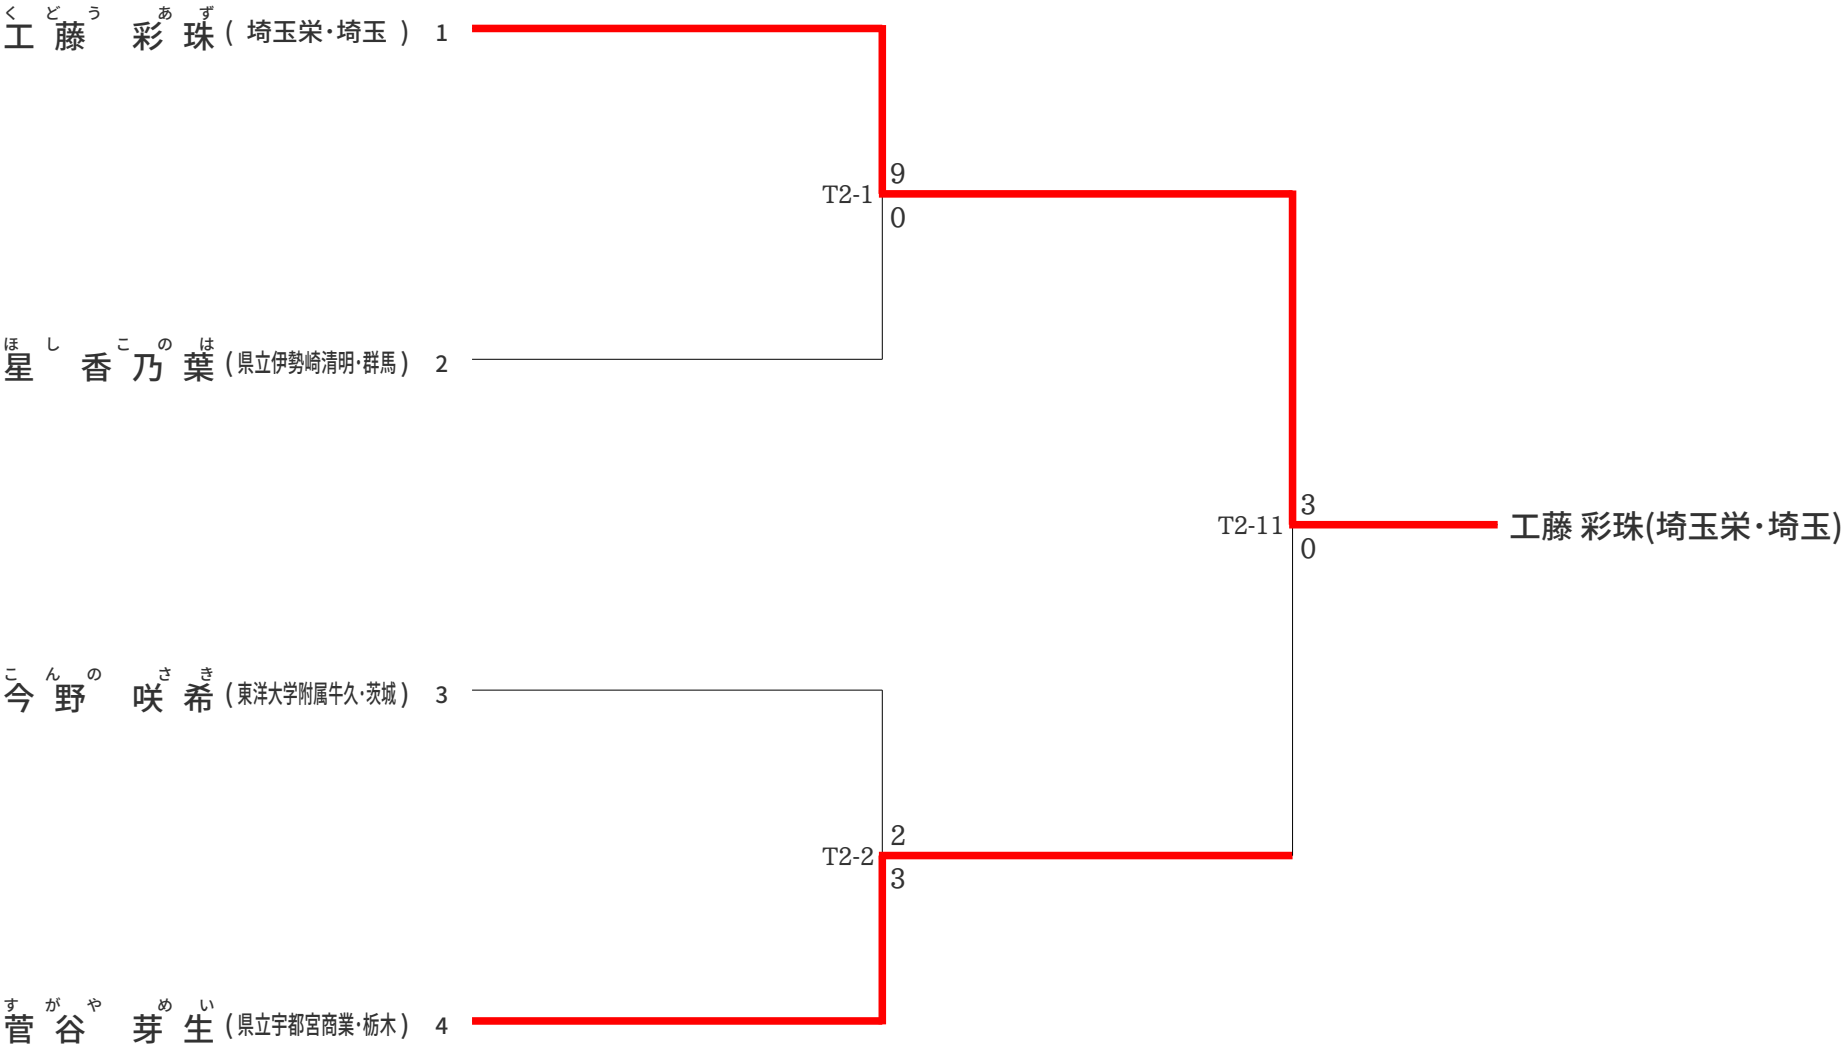 くどう あず
工藤 彩珠 ( 埼玉栄・埼玉 ) 1
9
T2-1
0
ほし このは
星 香乃葉 (県立伊勢崎清明・群馬) 2
3
T2-11
工藤 彩珠(埼玉栄・埼玉)
0
こんの さき
今野 咲希 (東洋大学附属牛久・茨城) 3
2
T2-2
3
すがや めい
菅谷 芽生 (県立宇都宮商業・栃木) 4